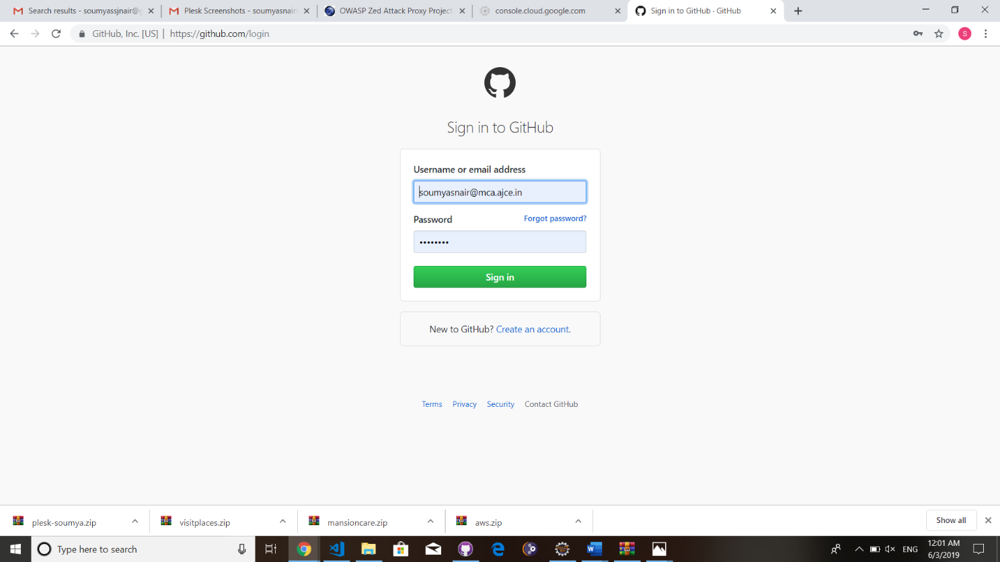 Search results - soumyassjnair@g
Plesk Screenshots - soumyasnair
OWASP Zed Attack Proxy Project
console.cloud.google.com
Sign in to GitHub · GitHub
GitHub, Inc. [US] | https://github.com/login
S
Sign in to GitHub
Username or email address
soumyasnair@mca.ajce.in
Password
Forgot password?
••••••••
Sign in
New to GitHub? Create an account.
Terms Privacy Security Contact GitHub
plesk-soumya.zip
visitplaces.zip
mansioncare.zip
aws.zip
Show all
Type here to search
ENG
12:01 AM
6/3/2019